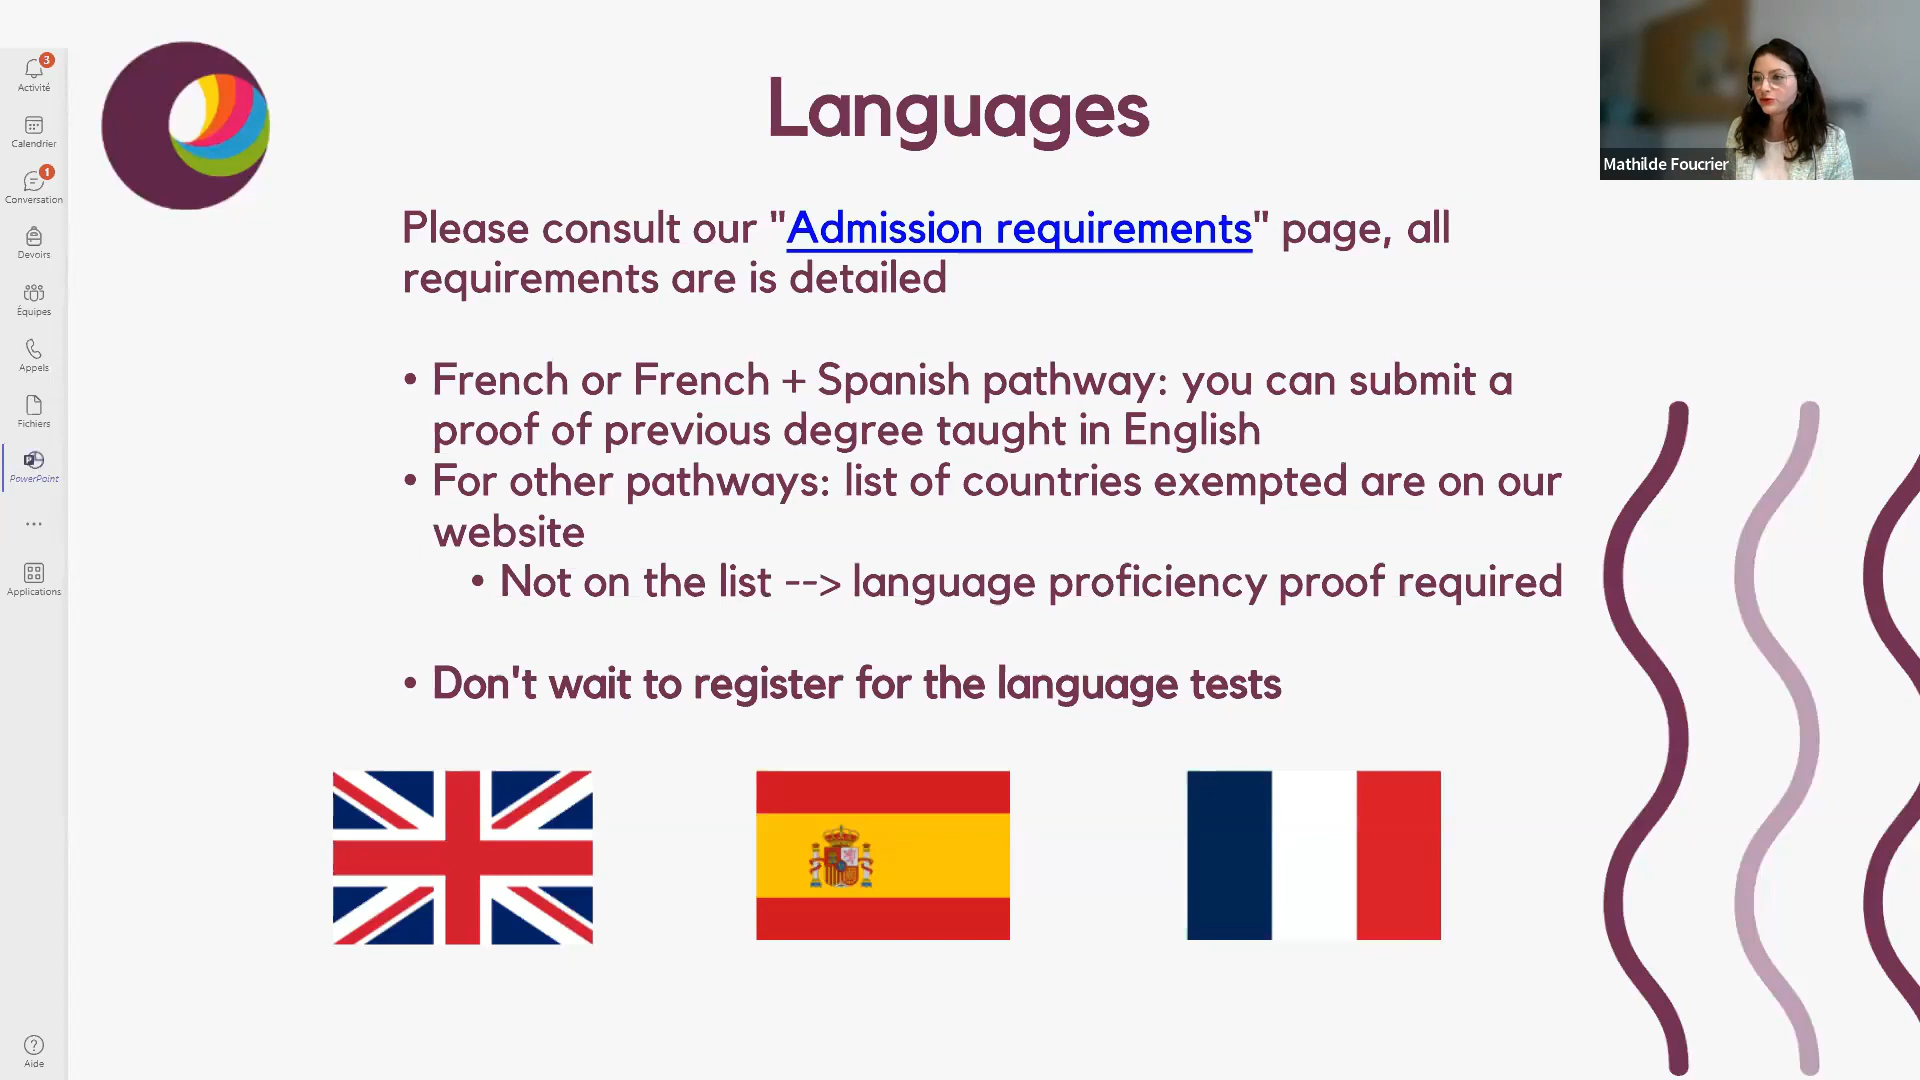 Languages
Please consult our "Admission requirements" page, all
requirements are is detailed
• French or French + Spanish pathway: you can submit a
proof of previous degree taught in English
• For other pathways: list of countries exempted are on our
website
• Not on the list --> language proficiency proof required
• Don't wait to register for the language tests
Mathilde Foucrier
3
Activité
Calendrier
1
Conversation
Devoirs
Équipes
Appels
Fichiers
PowerPoint
...
Applications
Aide